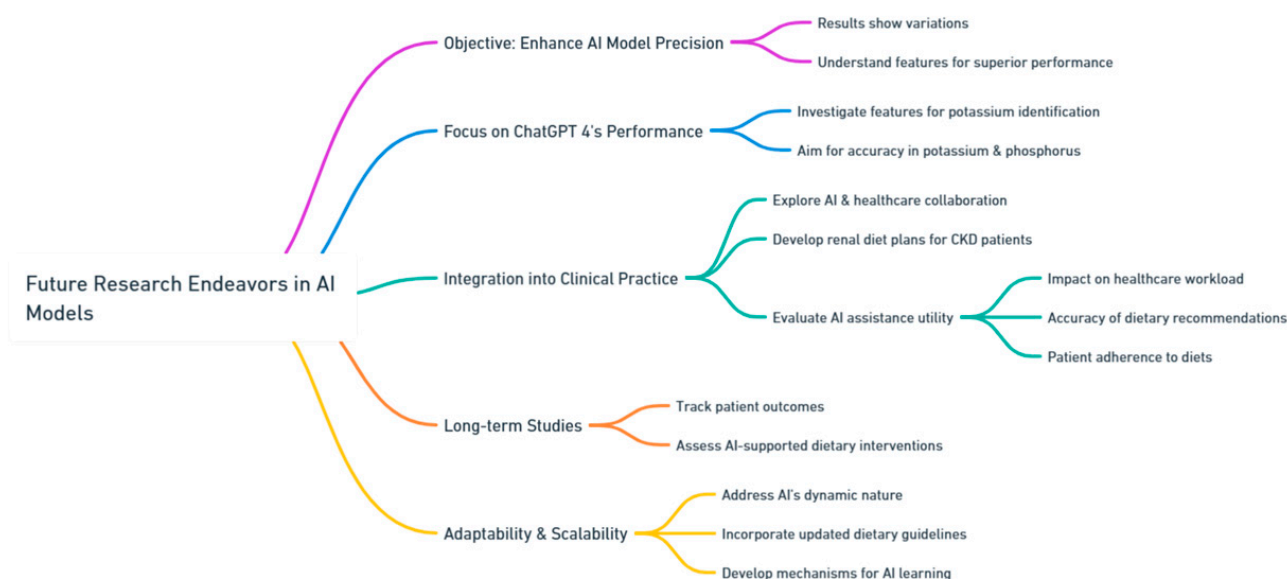 Future Research Endeavors in AI
Models
Objective: Enhance AI Model Precision
Results show variations
Understand features for superior performance
Focus on ChatGPT 4's Performance
Investigate features for potassium identification
Aim for accuracy in potassium & phosphorus
Integration into Clinical Practice
Explore AI & healthcare collaboration
Develop renal diet plans for CKD patients
Evaluate AI assistance utility
Impact on healthcare workload
Accuracy of dietary recommendations
Patient adherence to diets
Long-term Studies
Track patient outcomes
Assess AI-supported dietary interventions
Adaptability & Scalability
Address AI's dynamic nature
Incorporate updated dietary guidelines
Develop mechanisms for AI learning